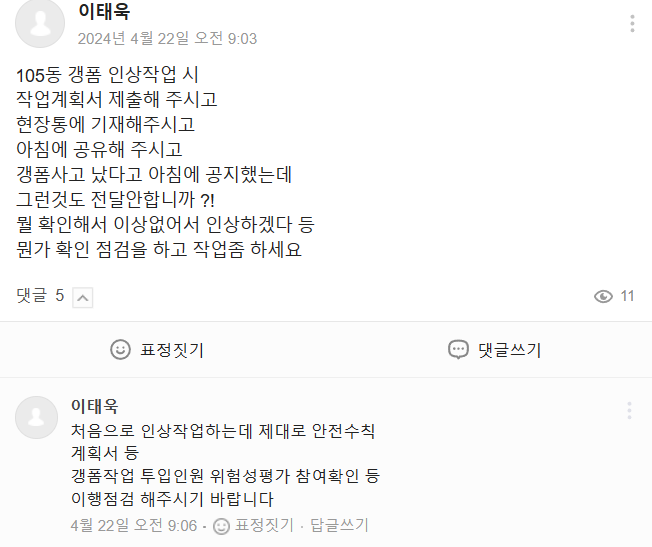 이태욱
2024년 4월 22일 오전 9:03
105동 갱폼 인상작업 시
작업계획서 제출해 주시고
현장통에 기재해주시고
아침에 공유해 주시고
갱폼사고 났다고 아침에 공지했는데
그런것도 전달안합니까 ?!
뭘 확인해서 이상없어서 인상하겠다 등
뭔가 확인 점검을 하고 작업좀 하세요
댓글 5
11
표정짓기
댓글쓰기
이태욱
처음으로 인상작업하는데 제대로 안전수칙
계획서 등
갱폼작업 투입인원 위험성평가 참여확인 등
이행점검 해주시기 바랍니다
4월 22일 오전 9:06 · 표정짓기 · 답글쓰기